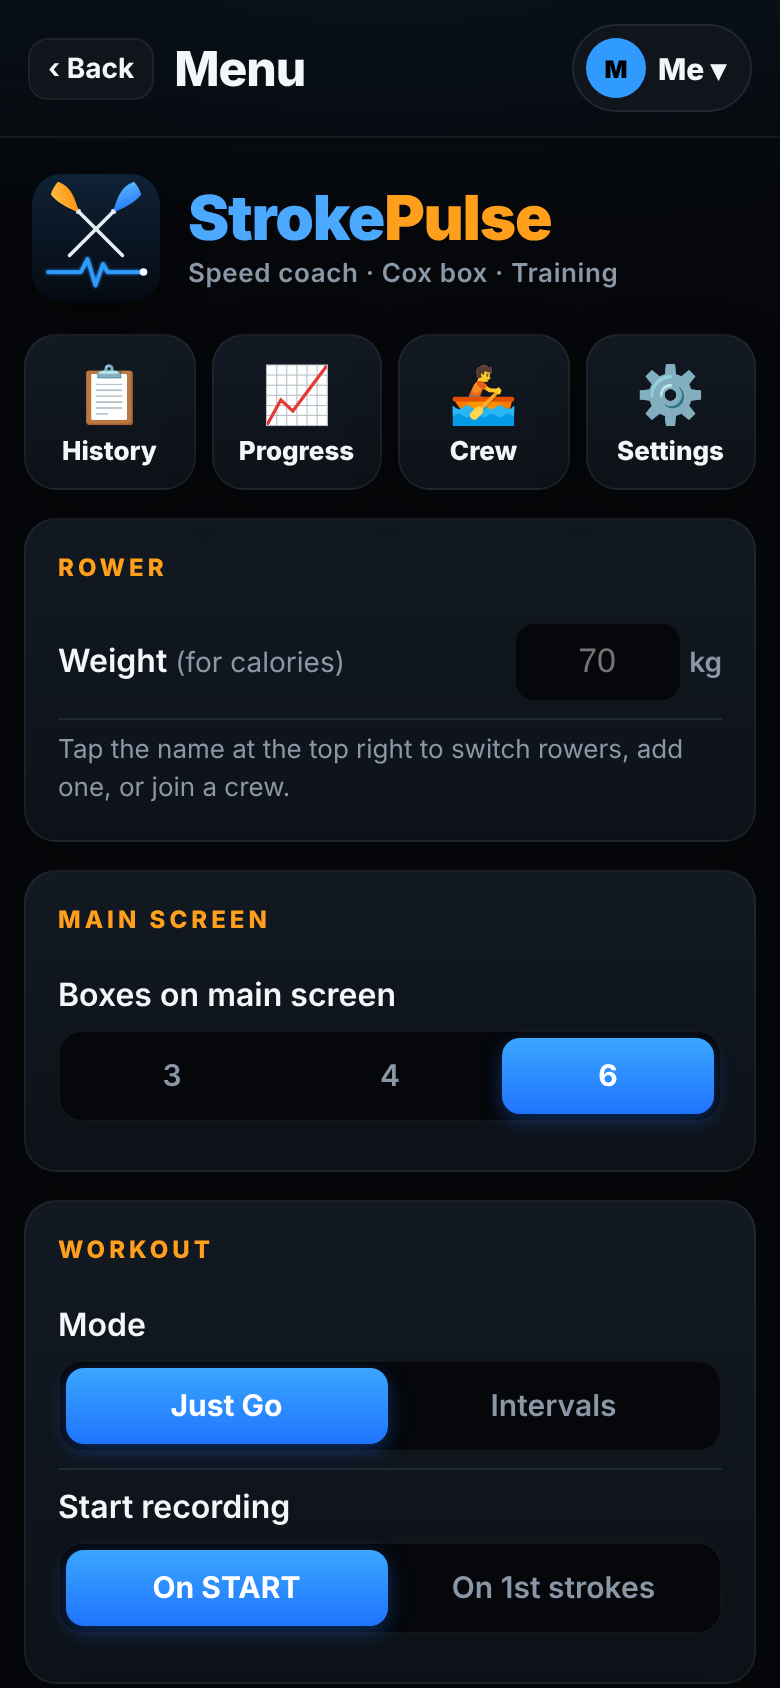 ‹ Back
Menu
M
Me ▾
StrokePulse
Speed coach · Cox box · Training
History
Progress
Crew
Settings
ROWER
Weight (for calories)
70
kg
Tap the name at the top right to switch rowers, add
one, or join a crew.
MAIN SCREEN
Boxes on main screen
3
4
6
WORKOUT
Mode
Just Go
Intervals
Start recording
On START
On 1st strokes